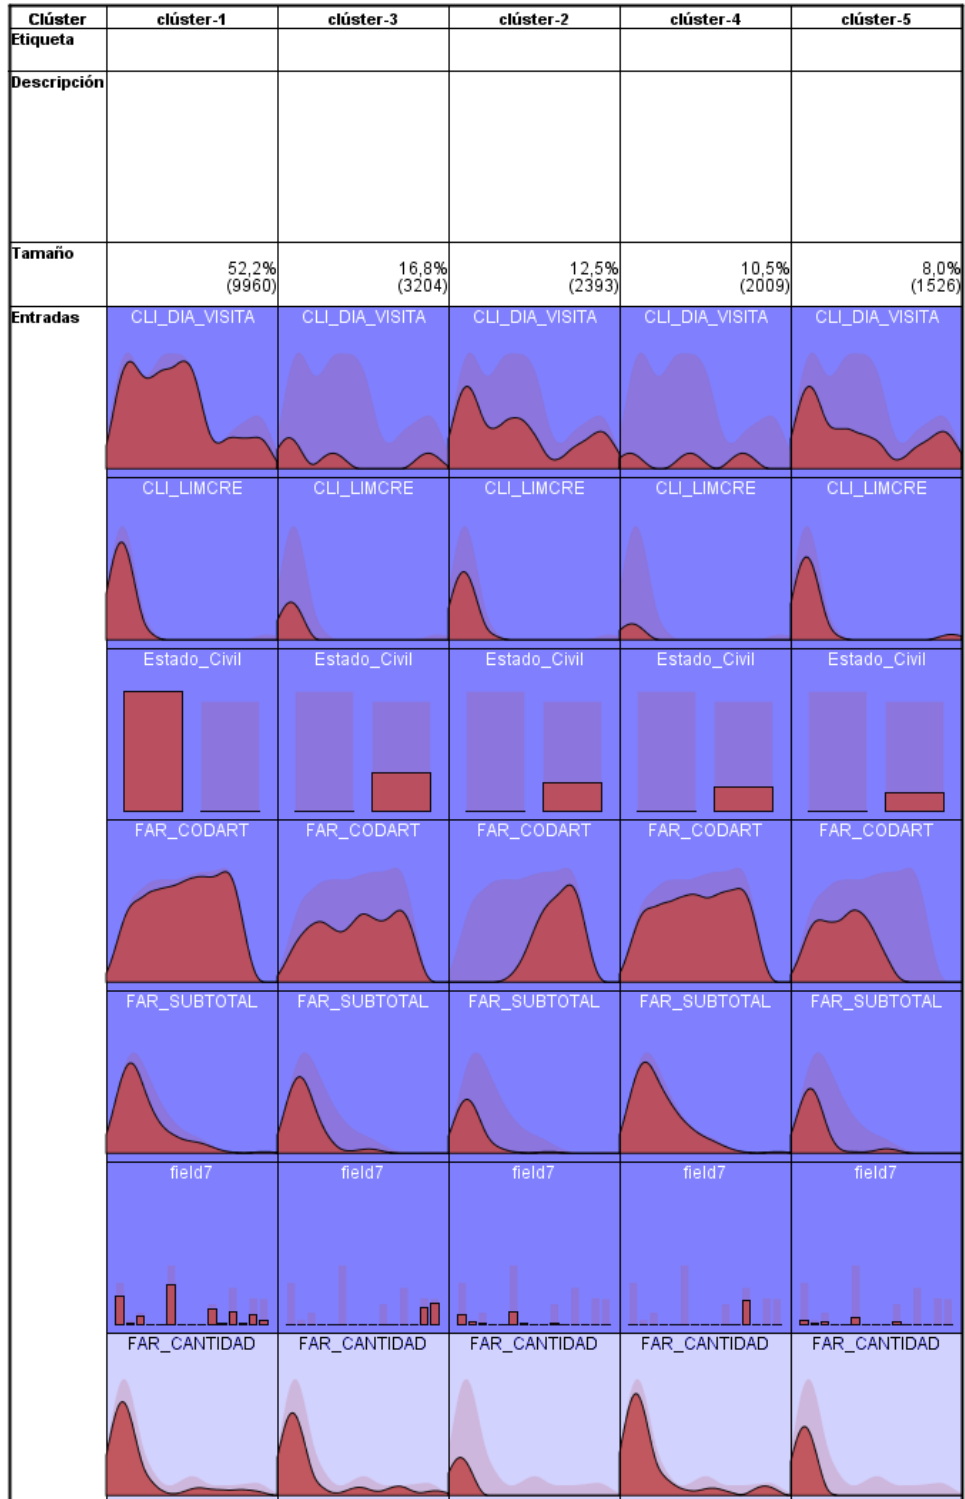 Clúster clúster-1 clúster-3 clúster-2 clúster-4 clúster-5
Etiqueta
Descripción
Tamaño
52,2% 16,8% 12,5% 10,5% 8,0%
(9960) (3204) (2393) (2009) (1526)
Entradas CLI_DIA_VISITA CLI_DIA_VISITA CLI_DIA_VISITA CLI_DIA_VISITA CLI_DIA_VISITA
CLI_LIMCRE CLI_LIMCRE CLI_LIMCRE CLI_LIMCRE CLI_LIMCRE
Estado_Civil Estado_Civil Estado_Civil Estado_Civil Estado_Civil
FAR_CODART FAR_CODART FAR_CODART FAR_CODART FAR_CODART
FAR_SUBTOTAL FAR_SUBTOTAL FAR_SUBTOTAL FAR_SUBTOTAL FAR_SUBTOTAL
field7 field7 field7 field7 field7
FAR_CANTIDAD FAR_CANTIDAD FAR_CANTIDAD FAR_CANTIDAD FAR_CANTIDAD